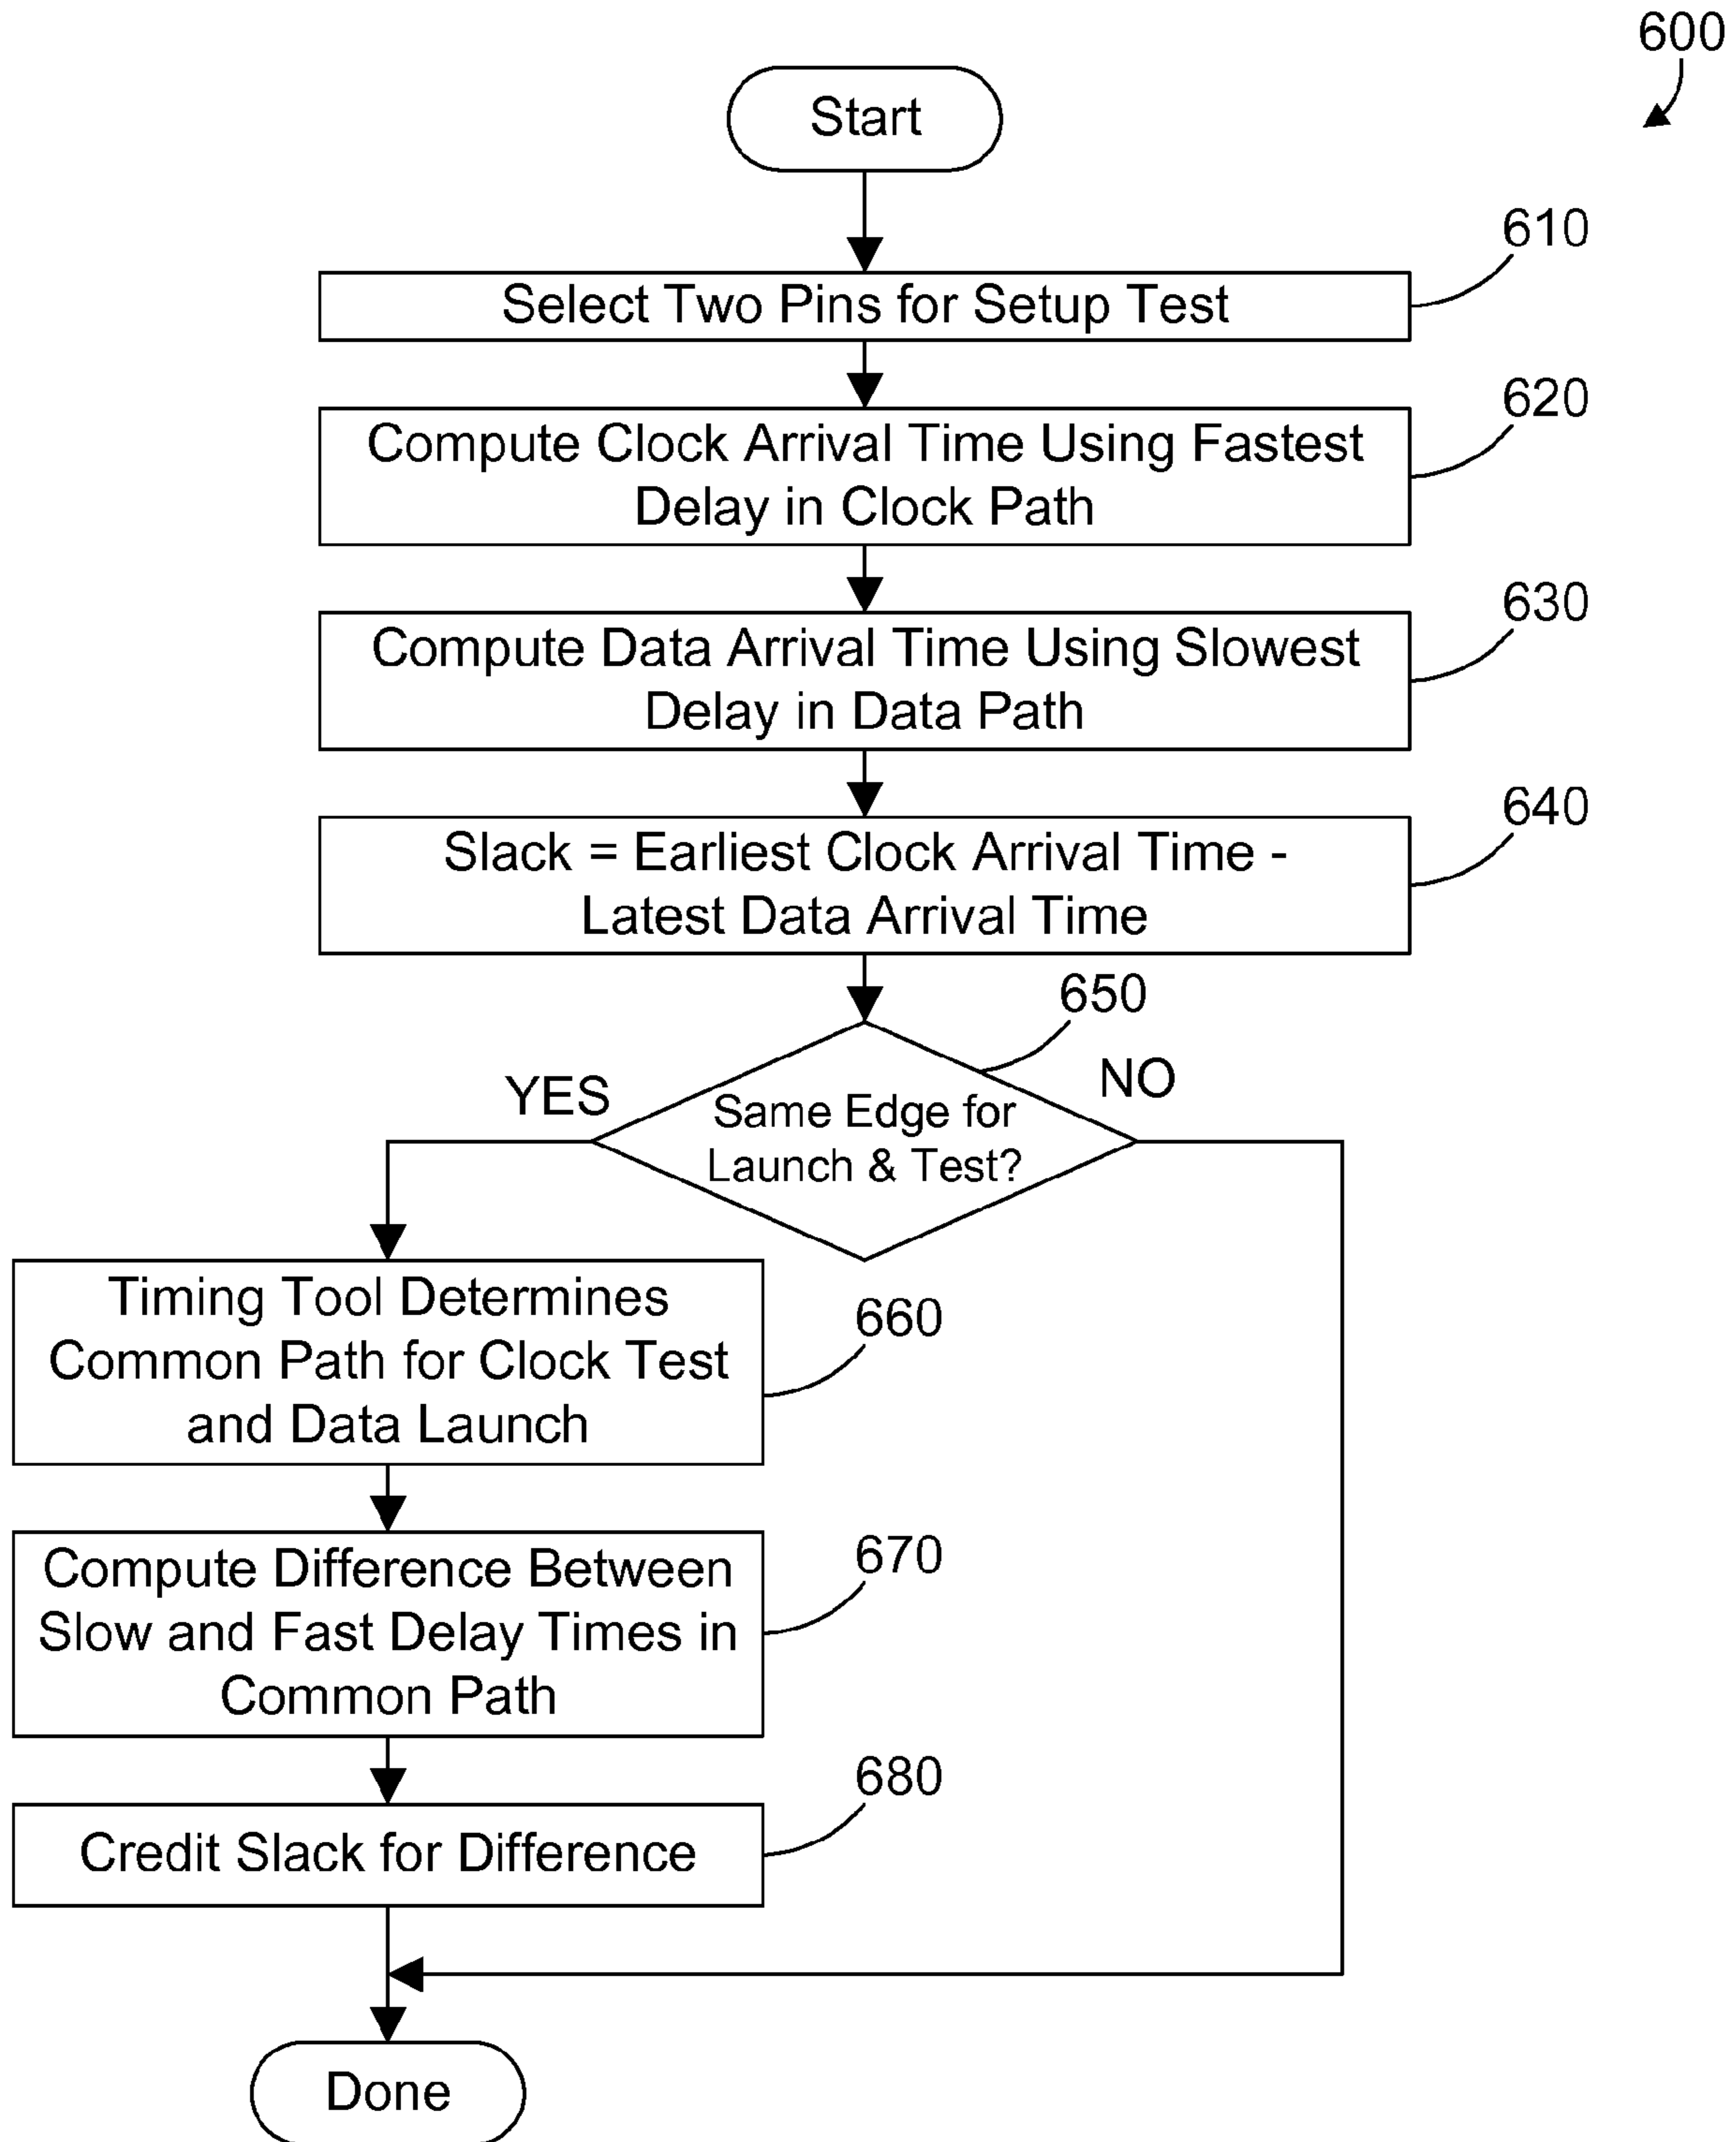 600
Start
610
Select Two Pins for Setup Test
620
Compute Clock Arrival Time Using Fastest
Delay in Clock Path
630
Compute Data Arrival Time Using Slowest
Delay in Data Path
640
Slack = Earliest Clock Arrival Time -
Latest Data Arrival Time
650
YES
NO
Same Edge for
Launch & Test?
660
Timing Tool Determines
Common Path for Clock Test
and Data Launch
670
Compute Difference Between
Slow and Fast Delay Times in
Common Path
680
Credit Slack for Difference
Done